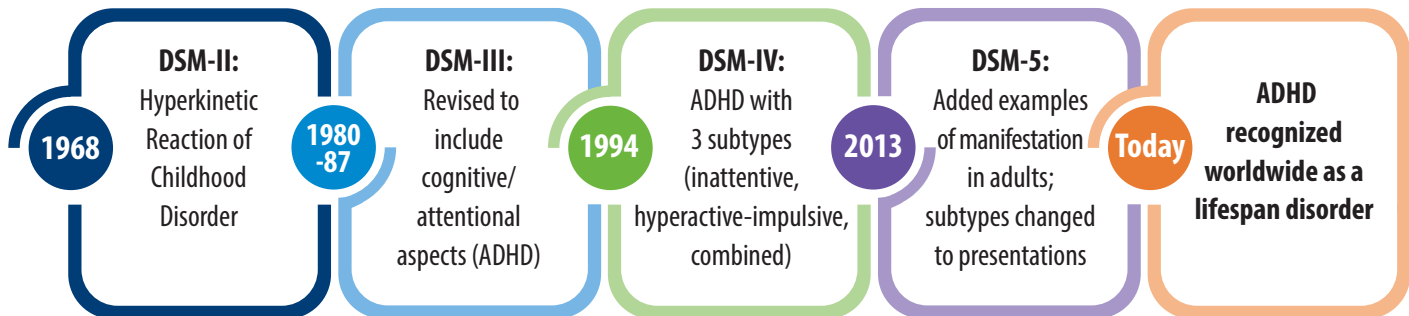 1968
DSM-II:
Hyperkinetic
Reaction of
Childhood
Disorder
1980
-87
DSM-III:
Revised to
include
cognitive/
attentional
aspects (ADHD)
1994
DSM-IV:
ADHD with
3 subtypes
(inattentive,
hyperactive-impulsive,
combined)
2013
DSM-5:
Added examples
of manifestation
in adults;
subtypes changed
to presentations
Today
ADHD
recognized
worldwide as a
lifespan disorder